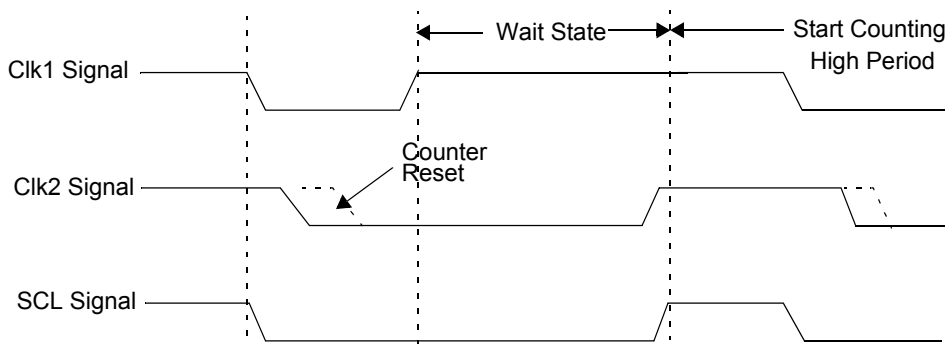 Wait State
Start Counting
High Period
Clk1 Signal
Counter
Reset
Clk2 Signal
SCL Signal